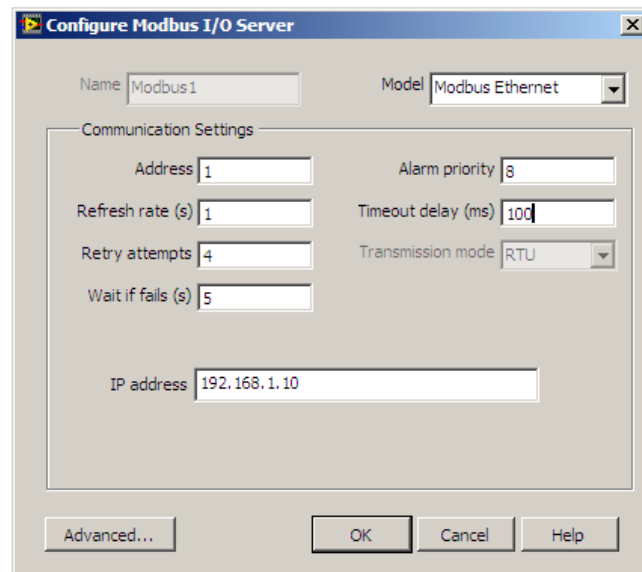 Configure Modbus I/O Server
Name Modbus1 Model Modbus Ethernet
Communication Settings
Address 1 Alarm priority 8
Refresh rate (s) 1 Timeout delay (ms) 100
Retry attempts 4 Transmission mode RTU
Wait if fails (s) 5
IP address 192.168.1.10
Advanced... OK Cancel Help